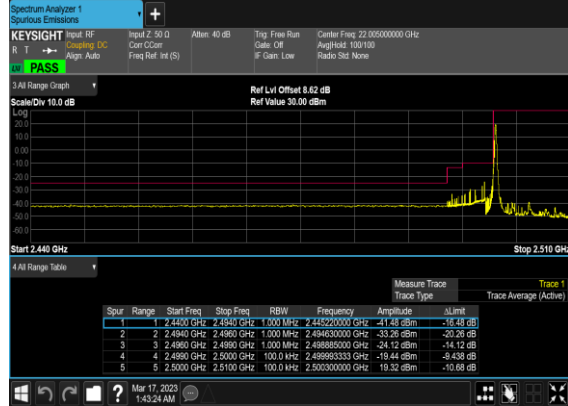 Spectrum Analyzer 1
Spurious Emissions
+
KEYSIGHT Input: RF Input Z: 50 Ω Atten: 40 dB Trig: Free Run Center Freq: 22.005000000 GHz
Coupling: DC Corr CCorr Gate: Off Avg|Hold: 100/100
R T Align: Auto Freq Ref: Int (S) IF Gain: Low Radio Std: None
PASS
3 All Range Graph
Ref Lvl Offset 8.62 dB
Scale/Div 10.0 dB Ref Value 30.00 dBm
Log
20.0
10.0
0.00
-10.0
-20.0
-30.0
-40.0
-50.0
-60.0
Start 2.440 GHz Stop 2.510 GHz
4 All Range Table
Measure Trace Trace 1
Trace Type Trace Average (Active)
Spur Range Start Freq Stop Freq RBW Frequency Amplitude ΔLimit
1 1 2.4400 GHz 2.4940 GHz 1.000 MHz 2.445220000 GHz -41.48 dBm -16.48 dB
2 2 2.4940 GHz 2.4960 GHz 1.000 MHz 2.494630000 GHz -33.26 dBm -20.26 dB
3 3 2.4960 GHz 2.4990 GHz 1.000 MHz 2.498885000 GHz -24.12 dBm -14.12 dB
4 4 2.4990 GHz 2.5000 GHz 100.0 kHz 2.499993333 GHz -19.44 dBm -9.438 dB
5 5 2.5000 GHz 2.5100 GHz 100.0 kHz 2.500300000 GHz 19.32 dBm -10.68 dB
? Mar 17, 2023
1:43:24 AM